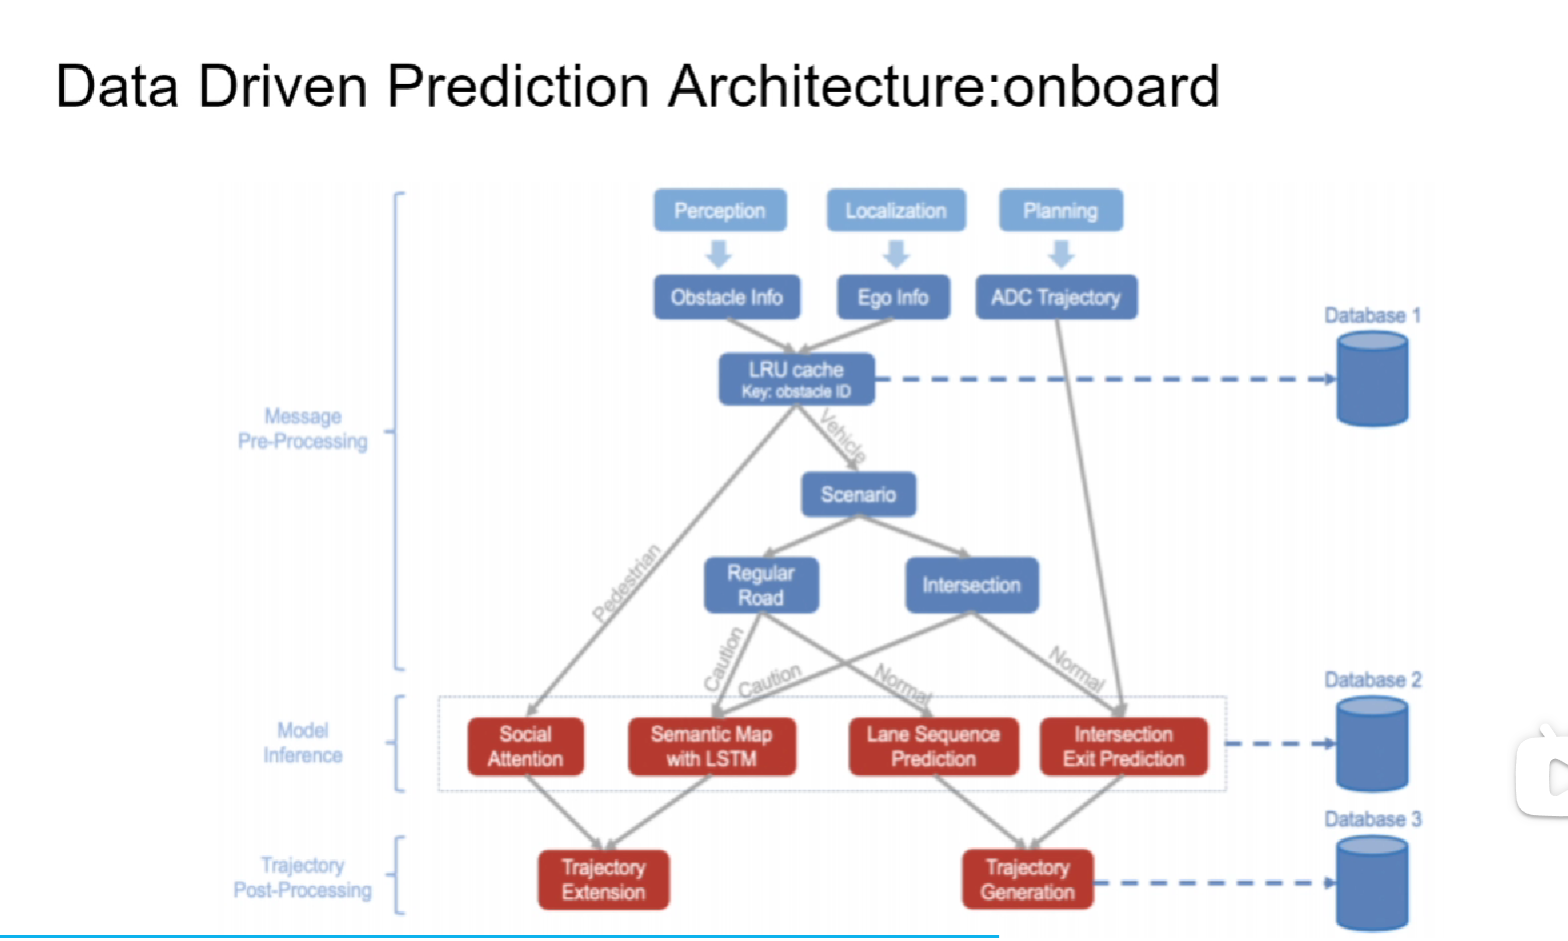 Data Driven Prediction Architecture:onboard
Perception
Localization
Planning
Obstacle Info
Ego Info
ADC Trajectory
Database 1
LRU cache
Key: obstacle ID
Message
Pre-Processing
Vehicle
Scenario
Pedestrian
Regular
Road
Intersection
Caution
Caution
Normal
Normal
Database 2
Model
Inference
Social
Attention
Semantic Map
with LSTM
Lane Sequence
Prediction
Intersection
Exit Prediction
Database 3
Trajectory
Post-Processing
Trajectory
Extension
Trajectory
Generation